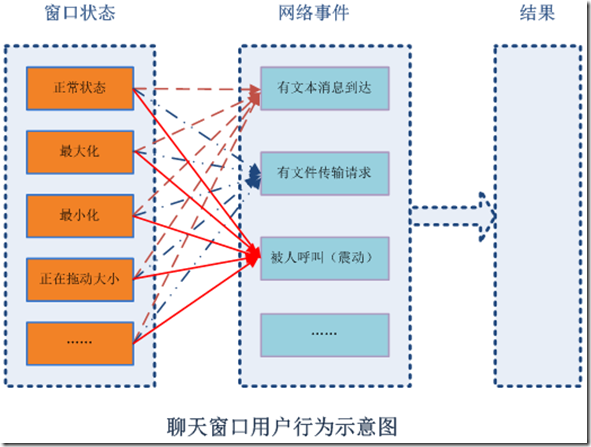 窗口状态
网络事件
结果
正常状态
最大化
最小化
正在拖动大小
……
有文本消息到达
有文件传输请求
被人呼叫（震动）
……
聊天窗口用户行为示意图